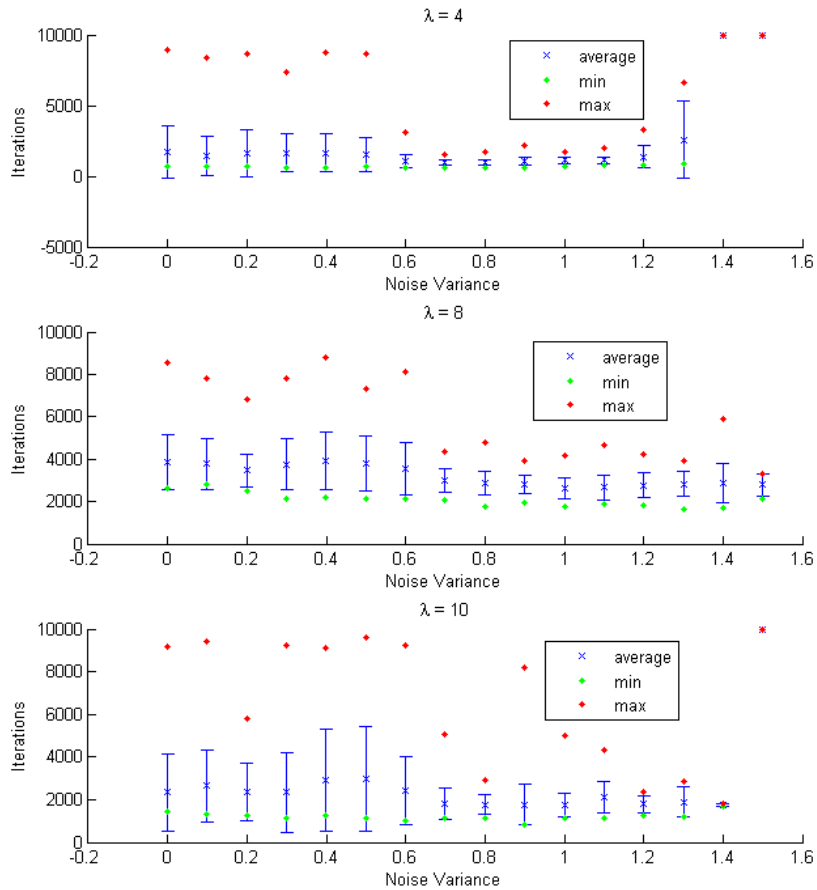 λ = 4
10000
5000
0
-5000
Iterations
average
min
max
-0.2 0 0.2 0.4 0.6 0.8 1 1.2 1.4 1.6
Noise Variance
λ = 8
10000
8000
6000
4000
2000
0
Iterations
average
min
max
-0.2 0 0.2 0.4 0.6 0.8 1 1.2 1.4 1.6
Noise Variance
λ = 10
10000
8000
6000
4000
2000
0
Iterations
average
min
max
-0.2 0 0.2 0.4 0.6 0.8 1 1.2 1.4 1.6
Noise Variance